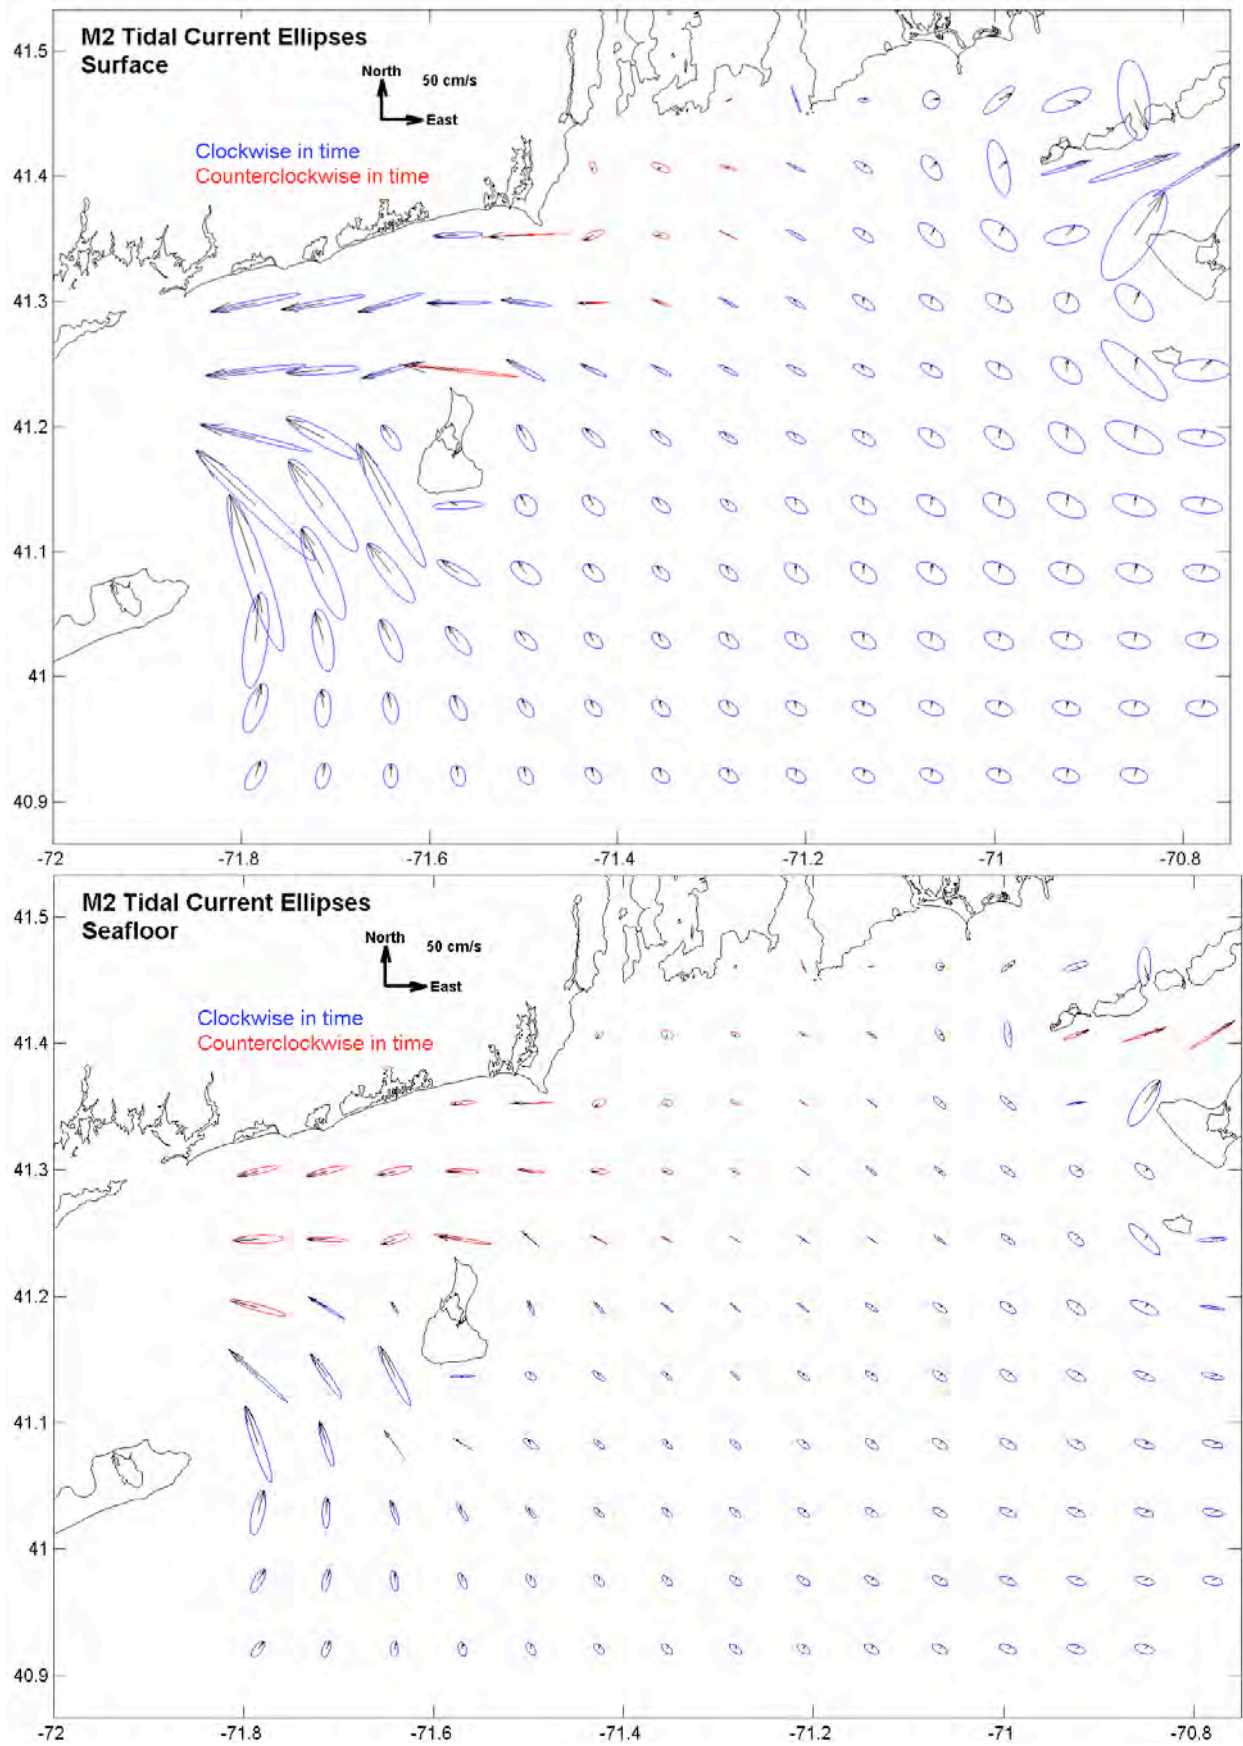 M2 Tidal Current Ellipses
Surface
North
50 cm/s
East
Clockwise in time
Counterclockwise in time
41.5
41.4
41.3
41.2
41.1
41
40.9
-72
-71.8
-71.6
-71.4
-71.2
-71
-70.8
M2 Tidal Current Ellipses
Seafloor
North
50 cm/s
East
Clockwise in time
Counterclockwise in time
41.5
41.4
41.3
41.2
41.1
41
40.9
-72
-71.8
-71.6
-71.4
-71.2
-71
-70.8